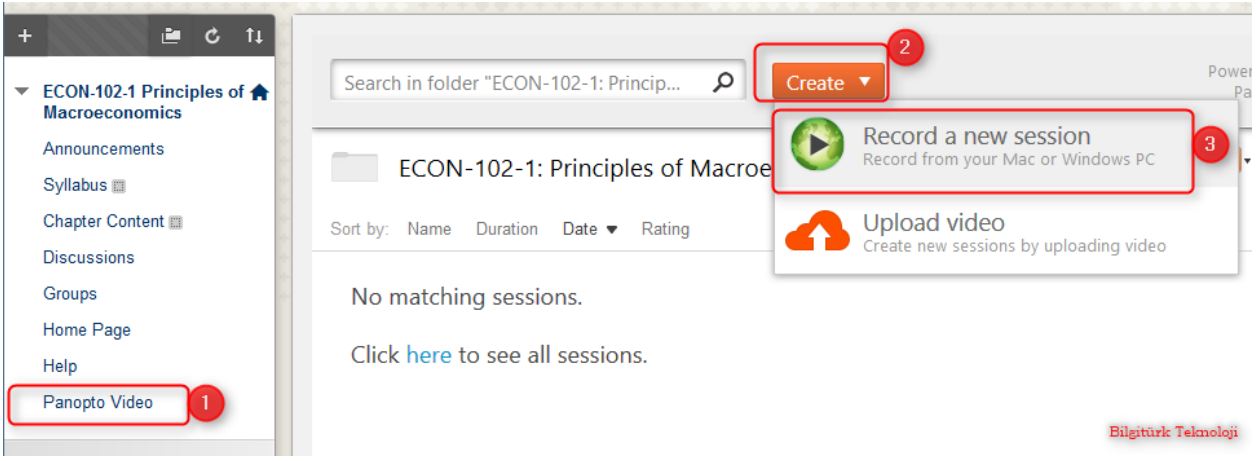 ECON-102-1 Principles of
Macroeconomics
Announcements
Syllabus
Chapter Content
Discussions
Groups
Home Page
Help
Panopto Video
1
Search in folder "ECON-102-1: Princip...
Create
2
Record a new session
Record from your Mac or Windows PC
3
Upload video
Create new sessions by uploading video
ECON-102-1: Principles of Macroe
Sort by: Name Duration Date Rating
No matching sessions.
Click here to see all sessions.
Bilgitürk Teknoloji